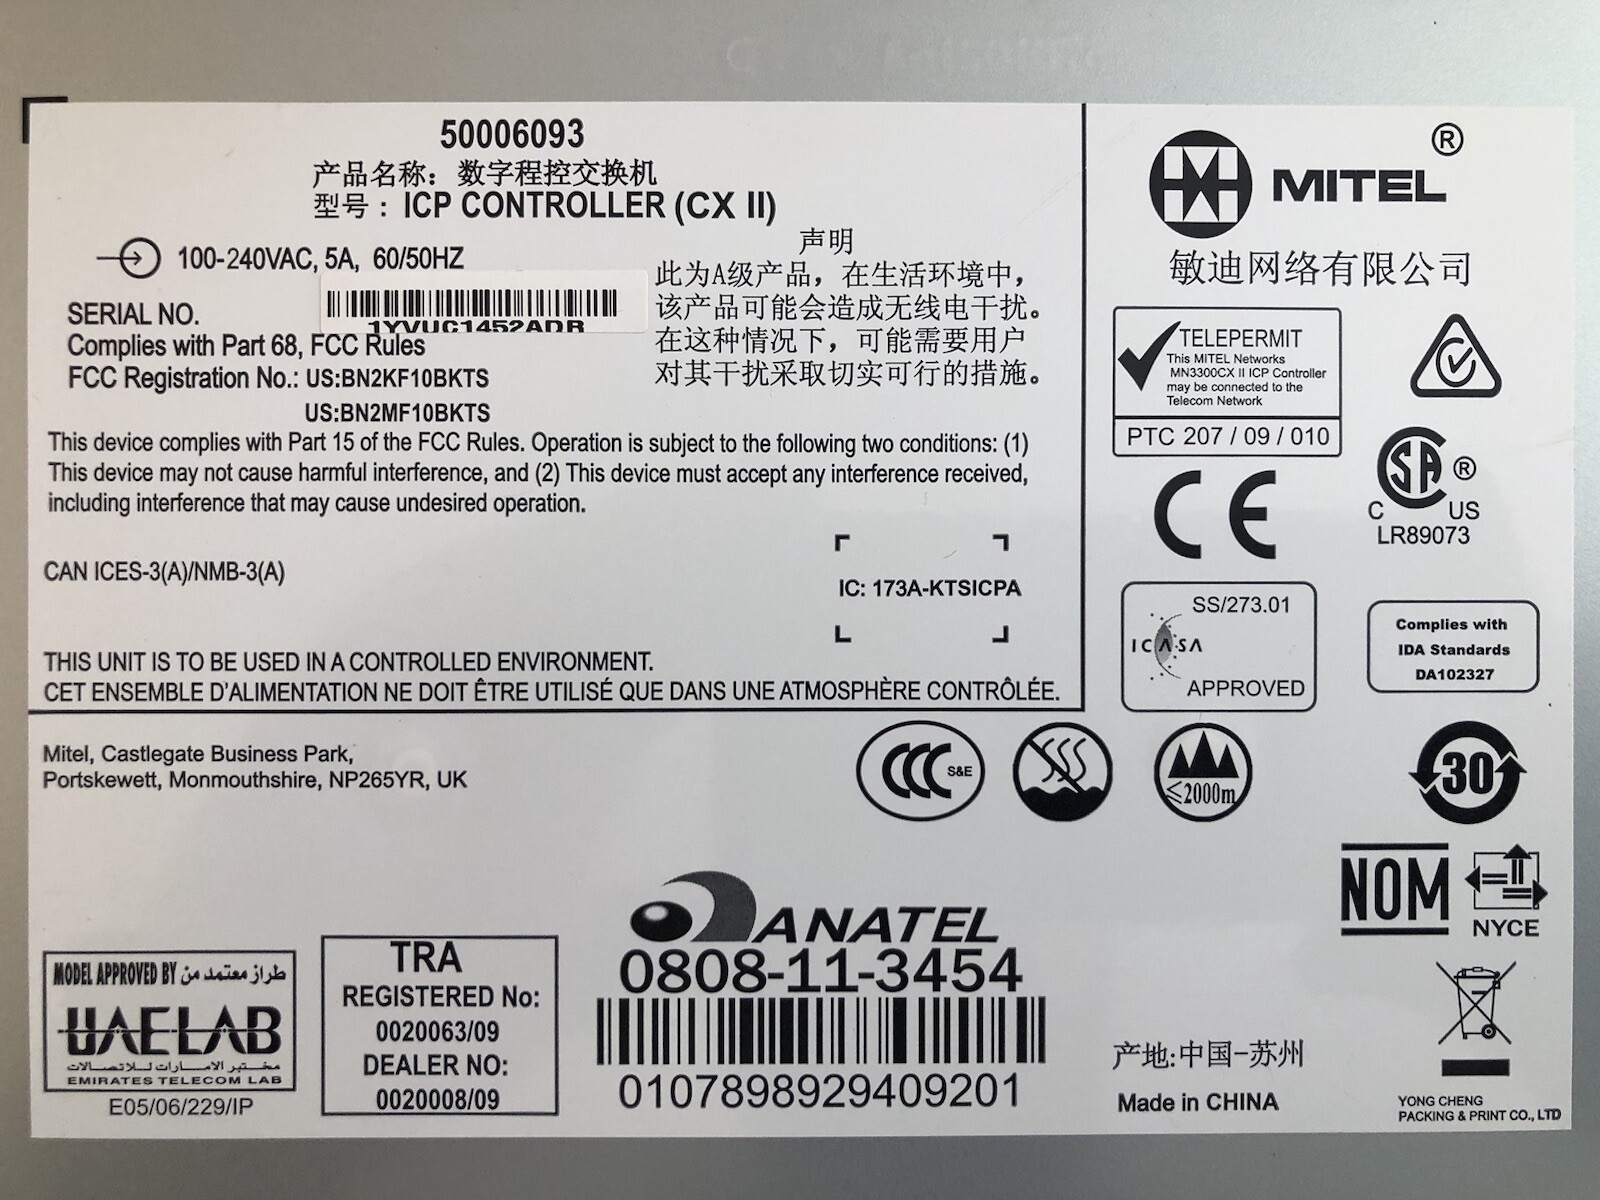 50006093
产品名称：数字程控交换机
型号：ICP CONTROLLER (CX II)
100-240VAC, 5A, 60/50HZ
SERIAL NO.
1YVUC1452ADR
Complies with Part 68, FCC Rules
FCC Registration No.: US:BN2KF10BKTS
US:BN2MF10BKTS
声明
此为A级产品，在生活环境中，
该产品可能会造成无线电干扰。
在这种情况下，可能需要用户
对其干扰采取切实可行的措施。
This device complies with Part 15 of the FCC Rules. Operation is subject to the following two conditions: (1)
This device may not cause harmful interference, and (2) This device must accept any interference received,
including interference that may cause undesired operation.
CAN ICES-3(A)/NMB-3(A)
IC: 173A-KTSICPA
THIS UNIT IS TO BE USED IN A CONTROLLED ENVIRONMENT.
CET ENSEMBLE D'ALIMENTATION NE DOIT ÊTRE UTILISÉ QUE DANS UNE ATMOSPHÈRE CONTRÔLÉE.
MITEL ®
敏迪网络有限公司
TELEPERMIT
This MITEL Networks
MN3300CX II ICP Controller
may be connected to the
Telecom Network
PTC 207 / 09 / 010
CE
SA ®
C US
LR89073
SS/273.01
ICASA
APPROVED
Complies with
IDA Standards
DA102327
Mitel, Castlegate Business Park,
Portskewett, Monmouthshire, NP265YR, UK
CCC S&E
≤2000m
30
NOM
NYCE
MODEL APPROVED BY طراز معتمد من
UAELAB
مختبر الامارات للاتصالات
EMIRATES TELECOM LAB
E05/06/229/IP
TRA
REGISTERED No:
0020063/09
DEALER NO:
0020008/09
ANATEL
0808-11-3454
0107898929409201
产地:中国-苏州
Made in CHINA
YONG CHENG
PACKING & PRINT CO., LTD